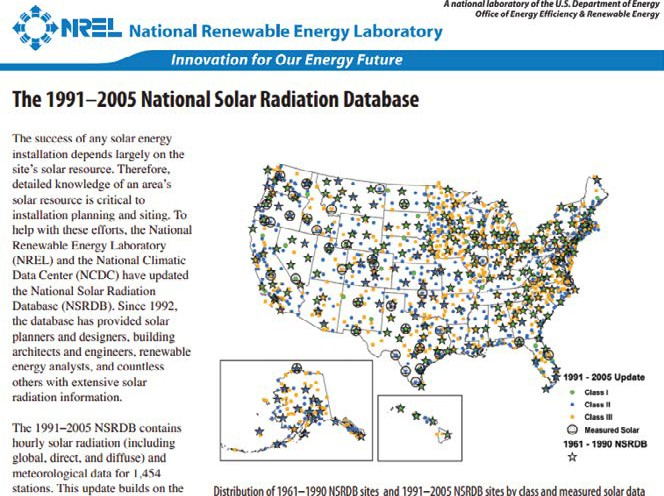 A national laboratory of the U.S. Department of Energy
Office of Energy Efficiency & Renewable Energy
NREL National Renewable Energy Laboratory
Innovation for Our Energy Future
The 1991–2005 National Solar Radiation Database
The success of any solar energy
installation depends largely on the
site's solar resource. Therefore,
detailed knowledge of an area's
solar resource is critical to
installation planning and siting. To
help with these efforts, the National
Renewable Energy Laboratory
(NREL) and the National Climatic
Data Center (NCDC) have updated
the National Solar Radiation
Database (NSRDB). Since 1992,
the database has provided solar
planners and designers, building
architects and engineers, renewable
energy analysts, and countless
others with extensive solar
radiation information.
The 1991–2005 NSRDB contains
hourly solar radiation (including
global, direct, and diffuse) and
meteorological data for 1,454
stations. This update builds on the
1991 - 2005 Update
Class I
Class II
Class III
Measured Solar
1961 - 1990 NSRDB
Distribution of 1961–1990 NSRDB sites and 1991–2005 NSRDB sites by class and measured solar data